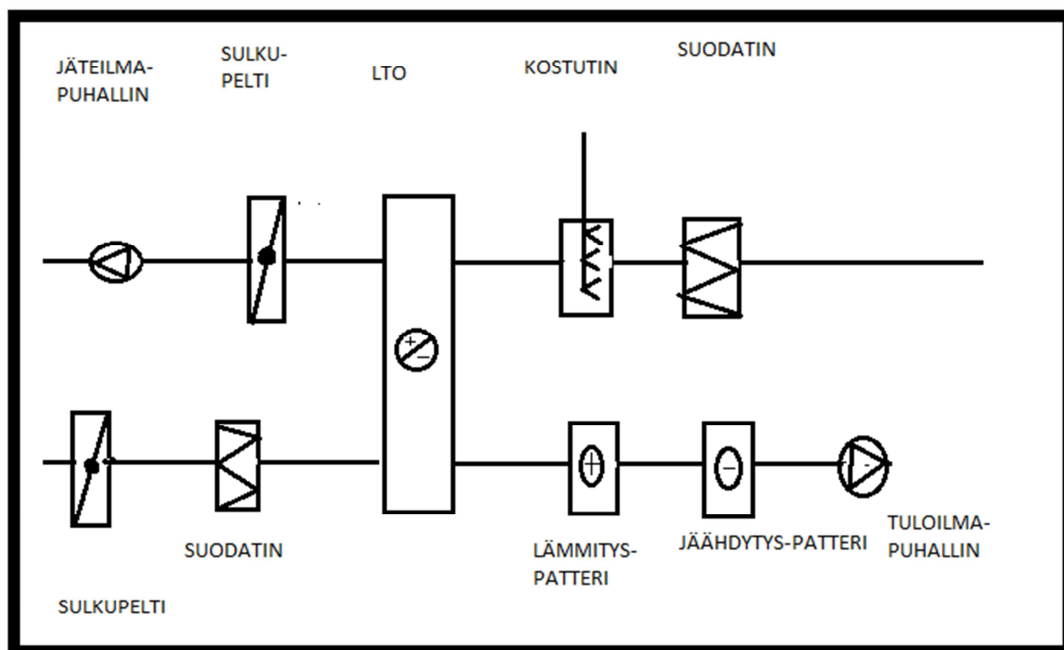 JÄTEILMA-
PUHALLIN
SULKU-
PELTI
LTO
KOSTUTIN
SUODATIN
+
−
+
−
SUODATIN
SULKUPELTI
LÄMMITYS-
PATTERI
JÄÄHDYTYS-PATTERI
TULOILMA-
PUHALLIN